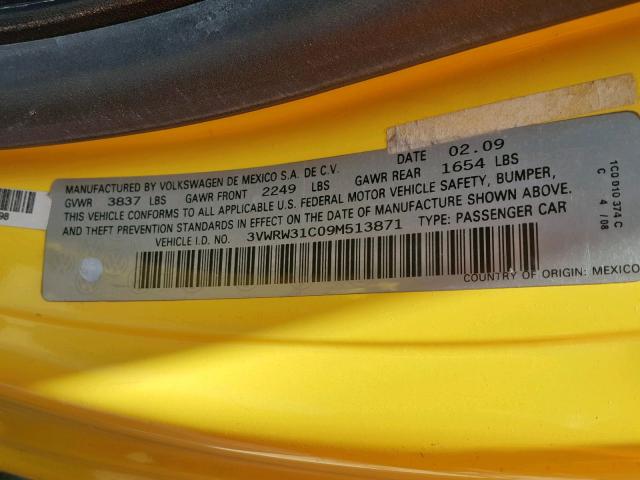 MANUFACTURED BY VOLKSWAGEN DE MEXICO S.A. DE C.V. DATE 02.09
GVWR 3837 LBS GAWR FRONT 2249 LBS GAWR REAR 1654 LBS
THIS VEHICLE CONFORMS TO ALL APPLICABLE U.S. FEDERAL MOTOR VEHICLE SAFETY, BUMPER,
AND THEFT PREVENTION STANDARDS IN EFFECT ON THE DATE OF MANUFACTURE SHOWN ABOVE.
VEHICLE I.D. NO. 3VWRW31C09M513871 TYPE: PASSENGER CAR
COUNTRY OF ORIGIN: MEXICO
1C0 010 374 C
C 4 / 08
98